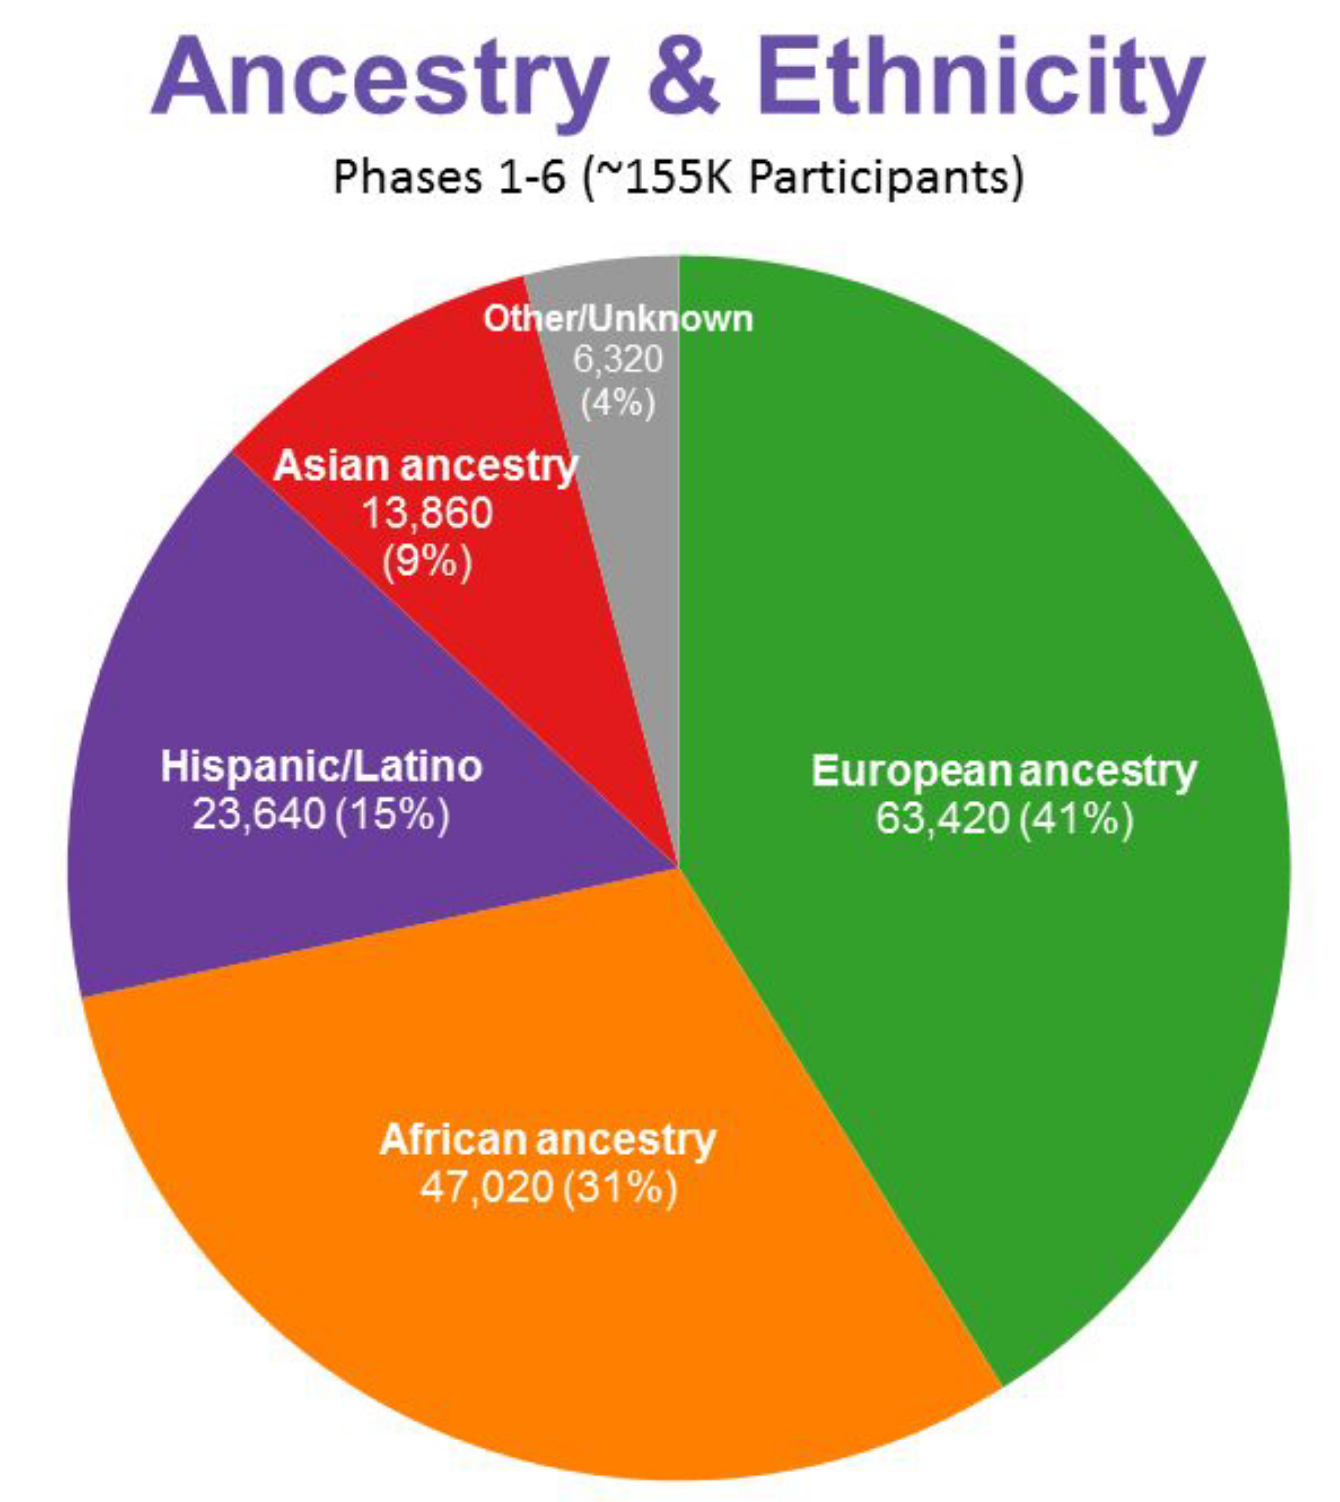 Ancestry & Ethnicity
Phases 1-6 (~155K Participants)
Other/Unknown
6,320
(4%)
Asian ancestry
13,860
(9%)
Hispanic/Latino
23,640 (15%)
European ancestry
63,420 (41%)
African ancestry
47,020 (31%)